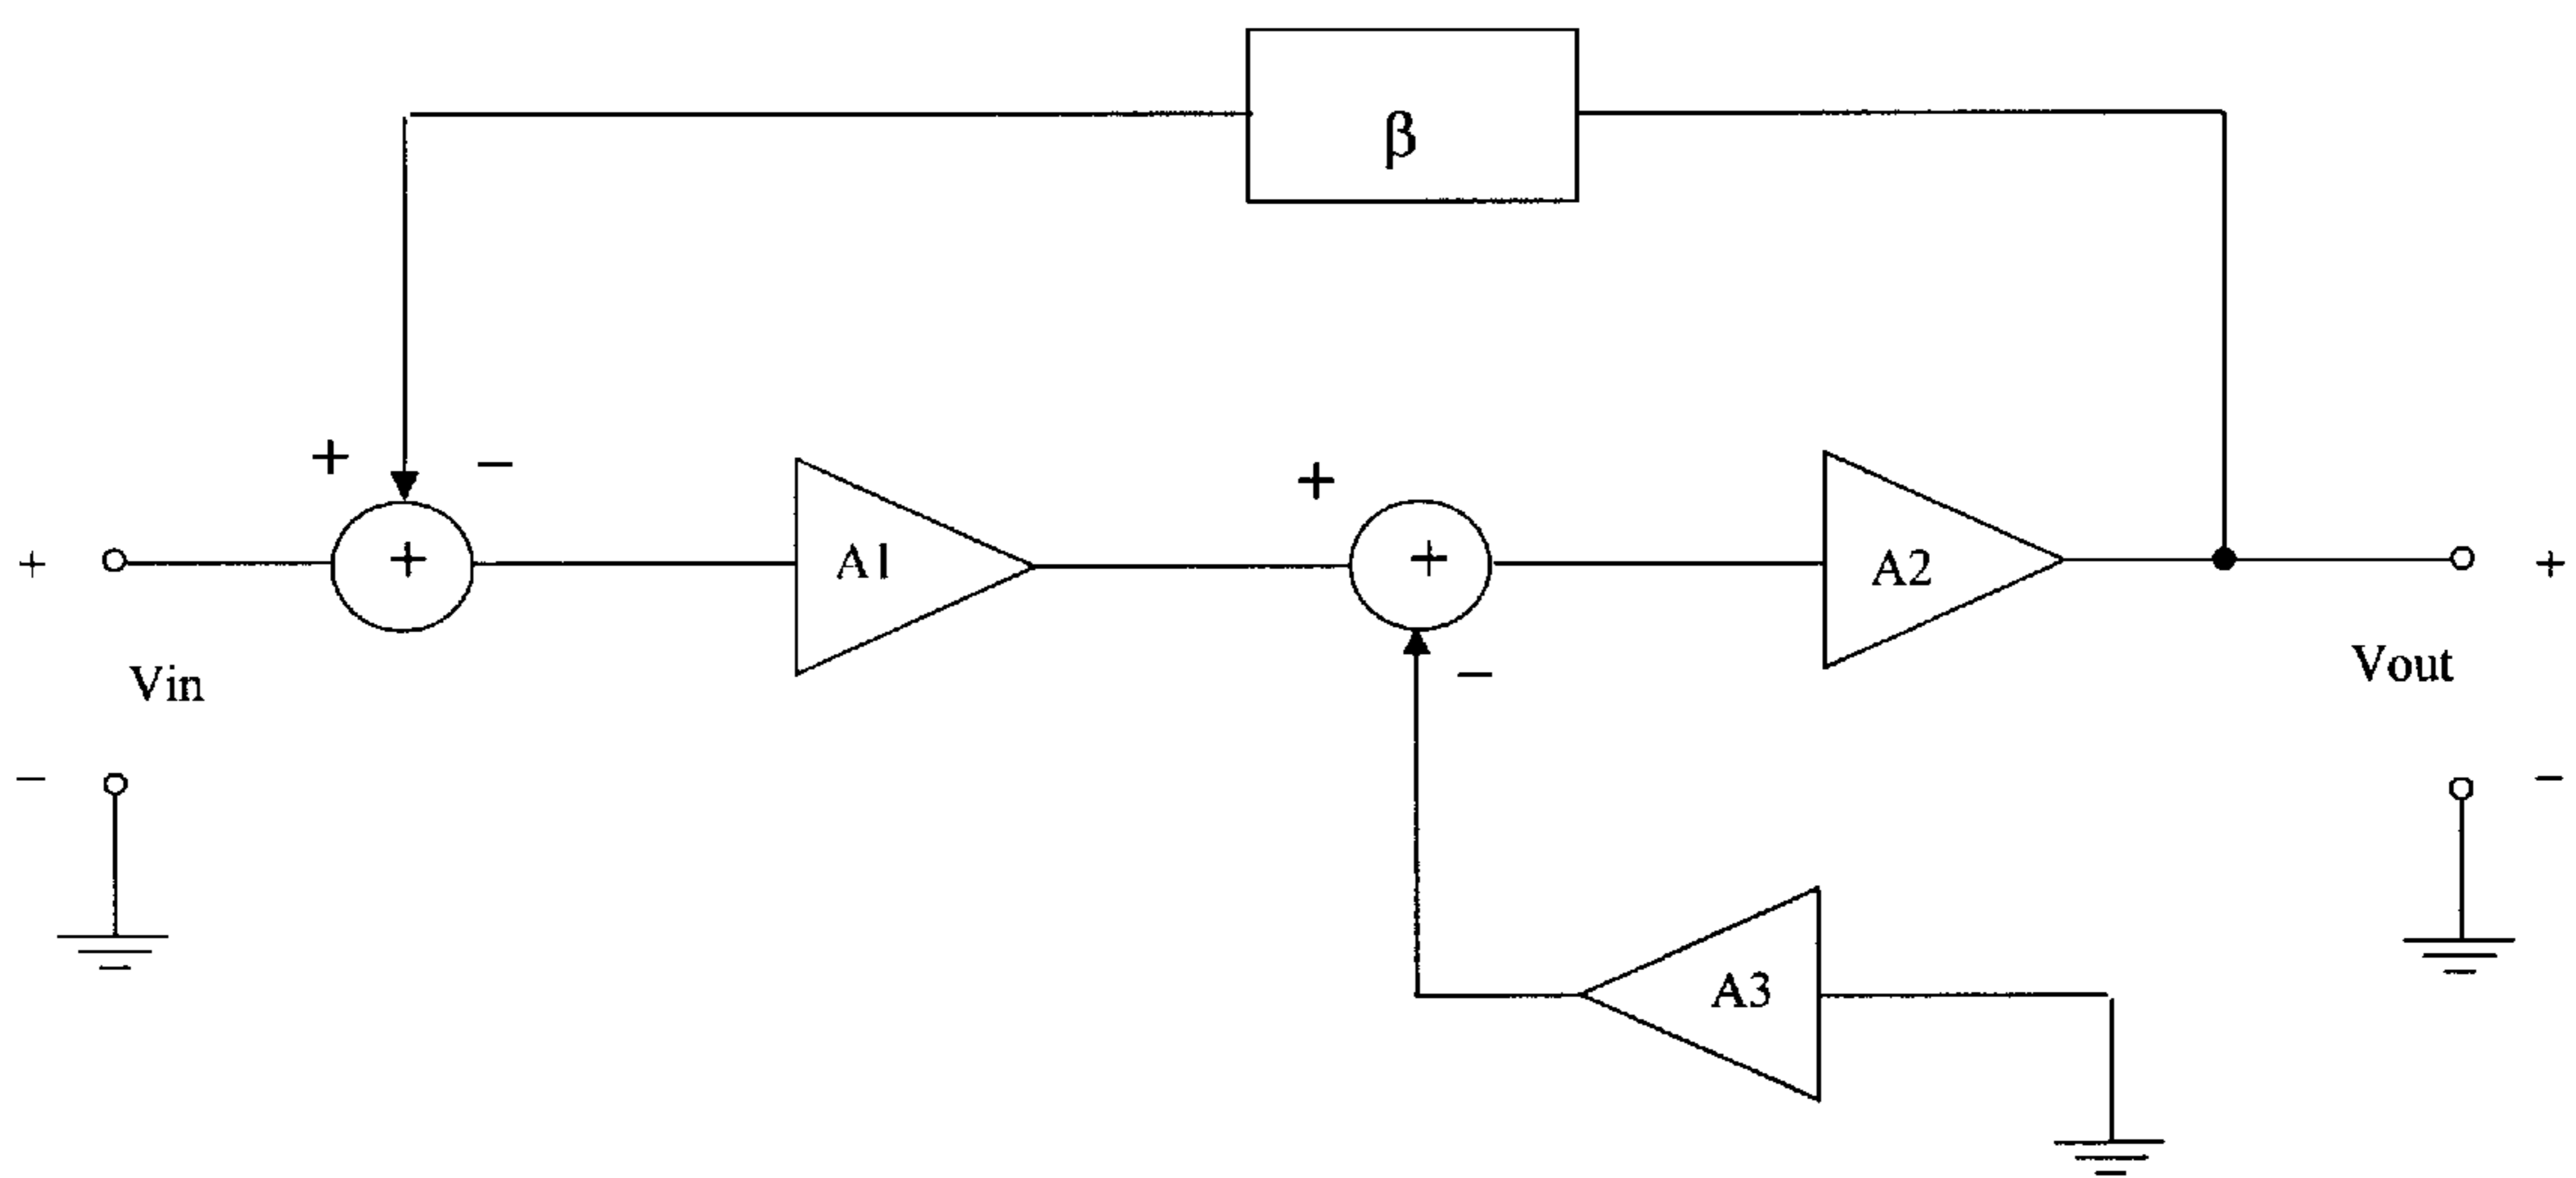 β
+ −
+
+ + A1 + A2 +
Vin − Vout
− −
A3